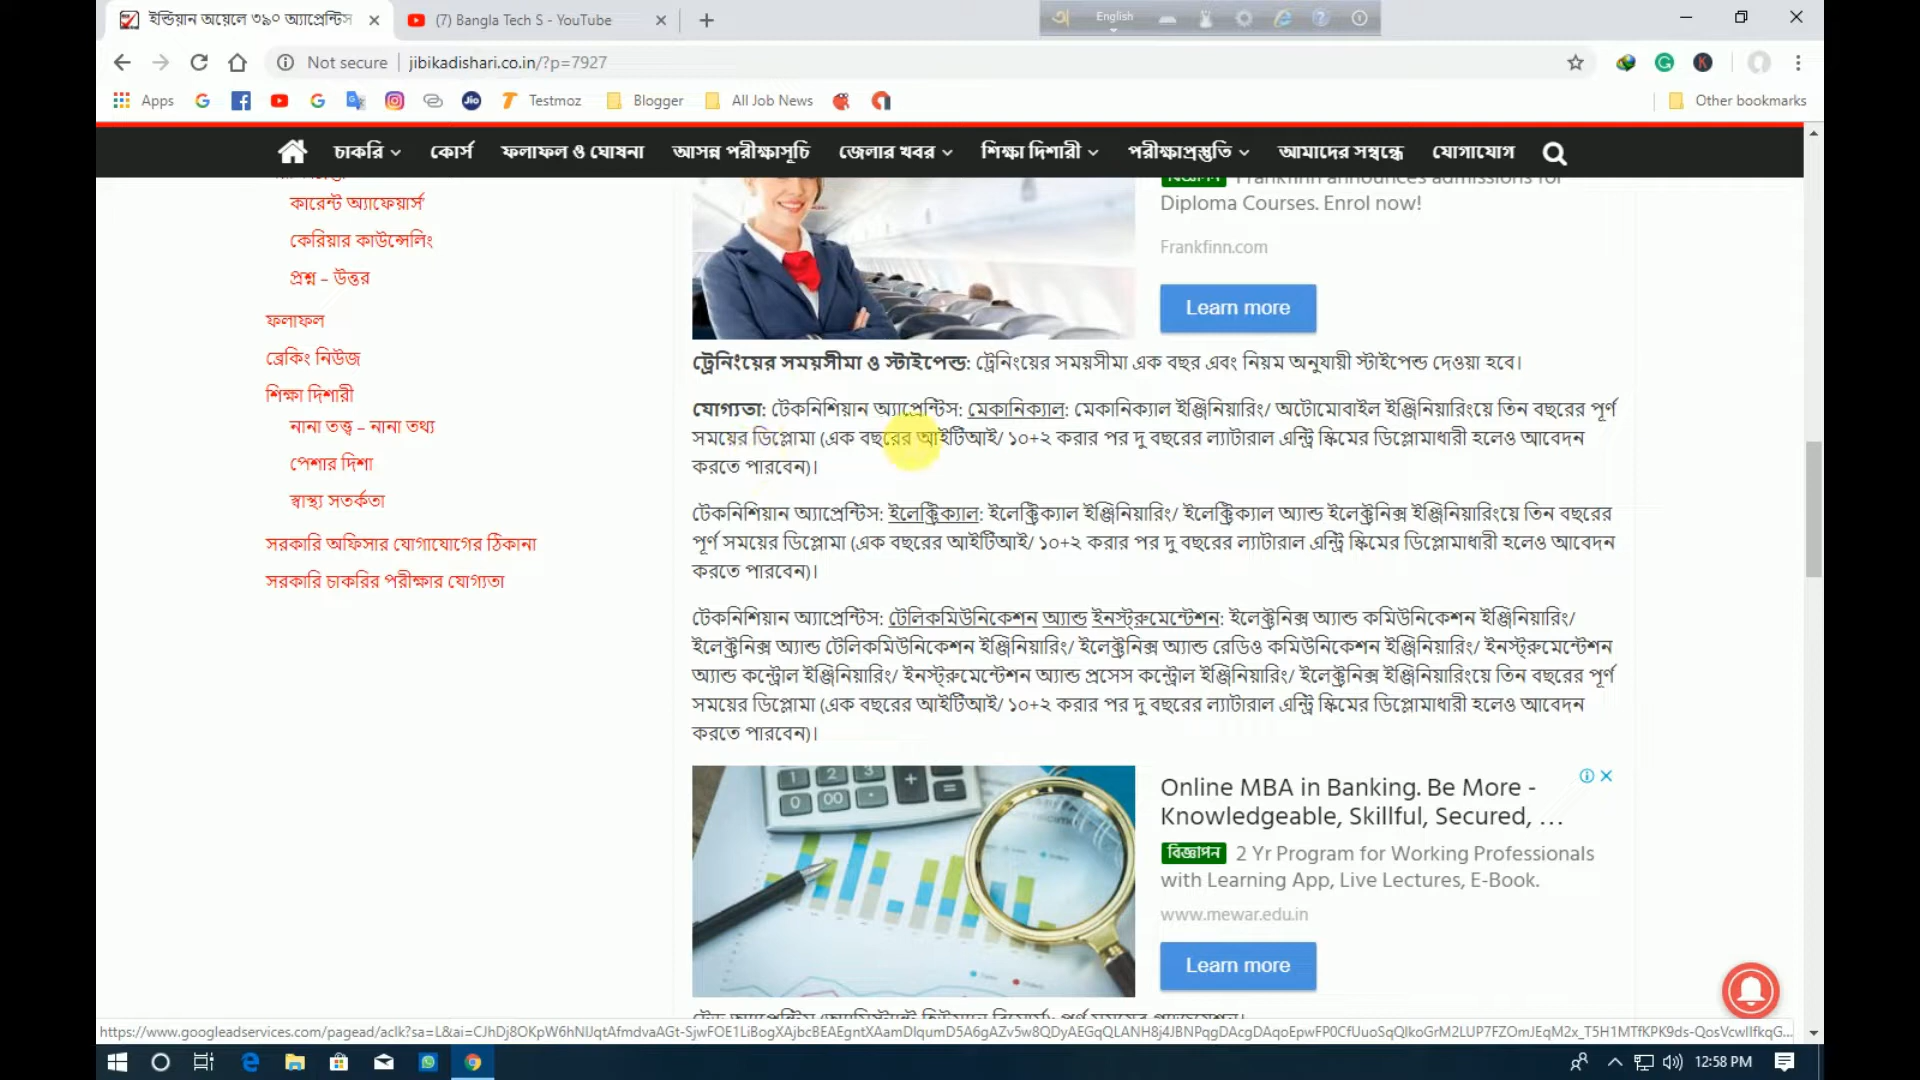 ইন্ডিয়ান অয়েলে ৩৯০ অ্যাপ্রেন্টিস
(7) Bangla Tech S - YouTube
English
Not secure | jibikadishari.co.in/?p=7927
Apps
Jio
Testmoz
Blogger
All Job News
Other bookmarks
চাকরি কোর্স ফলাফল ও ঘোষনা আসন্ন পরীক্ষাসূচি জেলার খবর শিক্ষা দিশারী পরীক্ষাপ্রস্তুতি আমাদের সম্বন্ধে যোগাযোগ
কারেন্ট অ্যাফেয়ার্স
কেরিয়ার কাউন্সেলিং
প্রশ্ন – উত্তর
ফলাফল
ব্রেকিং নিউজ
শিক্ষা দিশারী
নানা তত্ত্ব – নানা তথ্য
পেশার দিশা
স্বাস্থ্য সতর্কতা
সরকারি অফিসার যোগাযোগের ঠিকানা
সরকারি চাকরির পরীক্ষার যোগ্যতা
বিজ্ঞাপন Frankfinn announces admissions for
Diploma Courses. Enrol now!
Frankfinn.com
Learn more
ট্রেনিংয়ের সময়সীমা ও স্টাইপেন্ড: ট্রেনিংয়ের সময়সীমা এক বছর এবং নিয়ম অনুযায়ী স্টাইপেন্ড দেওয়া হবে।
যোগ্যতা: টেকনিশিয়ান অ্যাপ্রেন্টিস: মেকানিক্যাল: মেকানিক্যাল ইঞ্জিনিয়ারিং/ অটোমোবাইল ইঞ্জিনিয়ারিংয়ে তিন বছরের পূর্ণ
সময়ের ডিপ্লোমা (এক বছরের আইটিআই/ ১০+২ করার পর দু বছরের ল্যাটারাল এন্ট্রি স্কিমের ডিপ্লোমাধারী হলেও আবেদন
করতে পারবেন)।
টেকনিশিয়ান অ্যাপ্রেন্টিস: ইলেক্ট্রিক্যাল: ইলেক্ট্রিক্যাল ইঞ্জিনিয়ারিং/ ইলেক্ট্রিক্যাল অ্যান্ড ইলেক্ট্রনিক্স ইঞ্জিনিয়ারিংয়ে তিন বছরের
পূর্ণ সময়ের ডিপ্লোমা (এক বছরের আইটিআই/ ১০+২ করার পর দু বছরের ল্যাটারাল এন্ট্রি স্কিমের ডিপ্লোমাধারী হলেও আবেদন
করতে পারবেন)।
টেকনিশিয়ান অ্যাপ্রেন্টিস: টেলিকমিউনিকেশন অ্যান্ড ইনস্ট্রুমেন্টেশন: ইলেক্ট্রনিক্স অ্যান্ড কমিউনিকেশন ইঞ্জিনিয়ারিং/
ইলেক্ট্রনিক্স অ্যান্ড টেলিকমিউনিকেশন ইঞ্জিনিয়ারিং/ ইলেক্ট্রনিক্স অ্যান্ড রেডিও কমিউনিকেশন ইঞ্জিনিয়ারিং/ ইনস্ট্রুমেন্টেশন
অ্যান্ড কন্ট্রোল ইঞ্জিনিয়ারিং/ ইনস্ট্রুমেন্টেশন অ্যান্ড প্রসেস কন্ট্রোল ইঞ্জিনিয়ারিং/ ইলেক্ট্রনিক্স ইঞ্জিনিয়ারিংয়ে তিন বছরের পূর্ণ
সময়ের ডিপ্লোমা (এক বছরের আইটিআই/ ১০+২ করার পর দু বছরের ল্যাটারাল এন্ট্রি স্কিমের ডিপ্লোমাধারী হলেও আবেদন
করতে পারবেন)।
Online MBA in Banking. Be More -
Knowledgeable, Skillful, Secured, …
বিজ্ঞাপন 2 Yr Program for Working Professionals
with Learning App, Live Lectures, E-Book.
www.mewar.edu.in
Learn more
12:58 PM